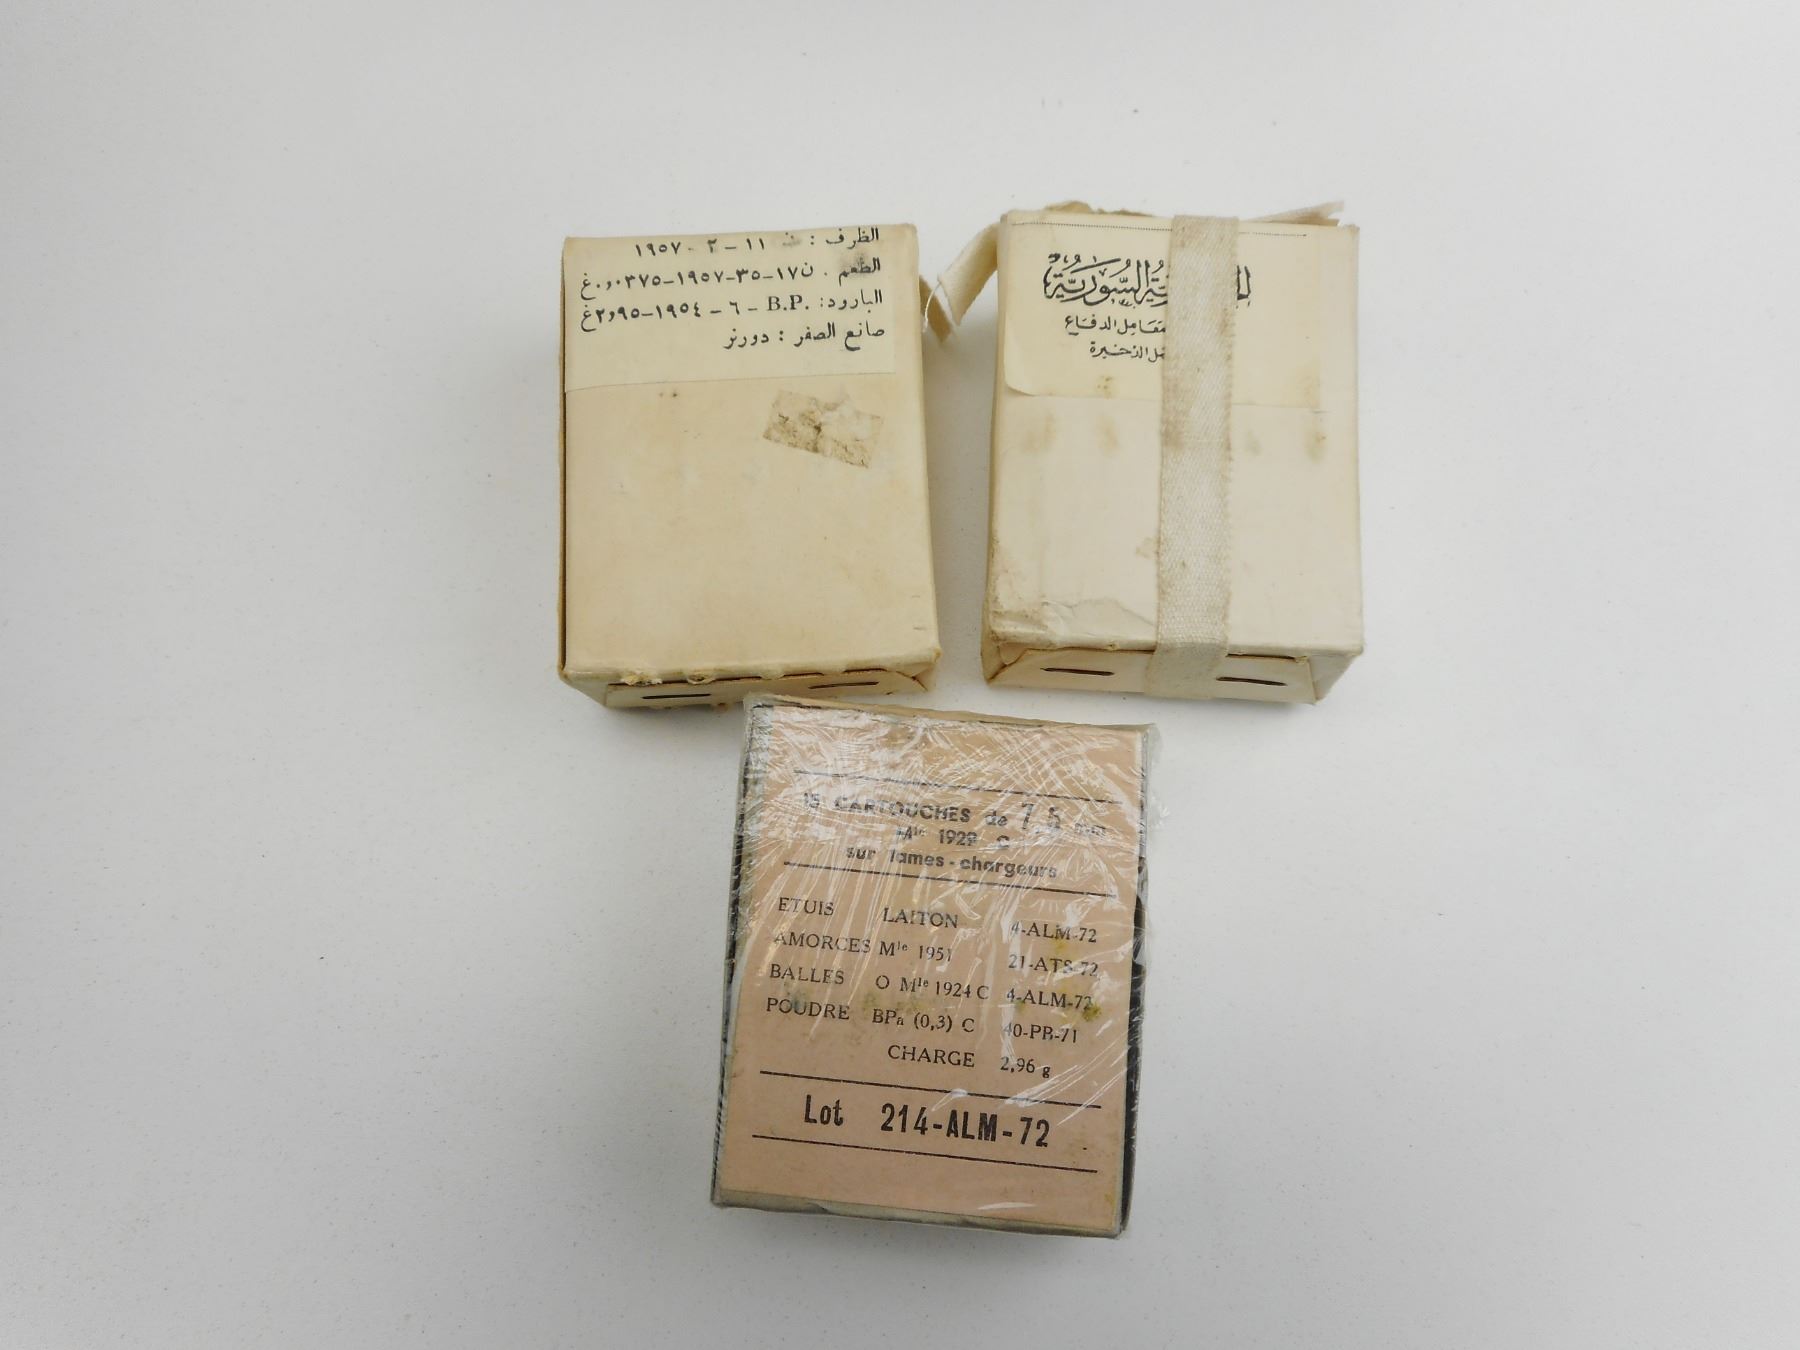 الظرف : ١١ – ٢ – ١٩٥٧
الطعم . ن١٧–٣٥–١٩٥٧–٠٫٠٣٧٥غ
البارود: .B.P – ٦ – ١٩٥٤–٢٫٩٥غ
صانع الصفر : دورنر
السورية
معامل الدفاع
الذخيرة
15 CARTOUCHES de 7,5 mm
Mle 1929 C
sur lames-chargeurs
ETUIS LAITON 4-ALM-72
AMORCES Mle 1951 21-ATS-72
BALLES O Mle 1924 C 4-ALM-72
POUDRE BPa (0,3) C 40-PB-71
CHARGE 2,96 g
Lot 214-ALM-72